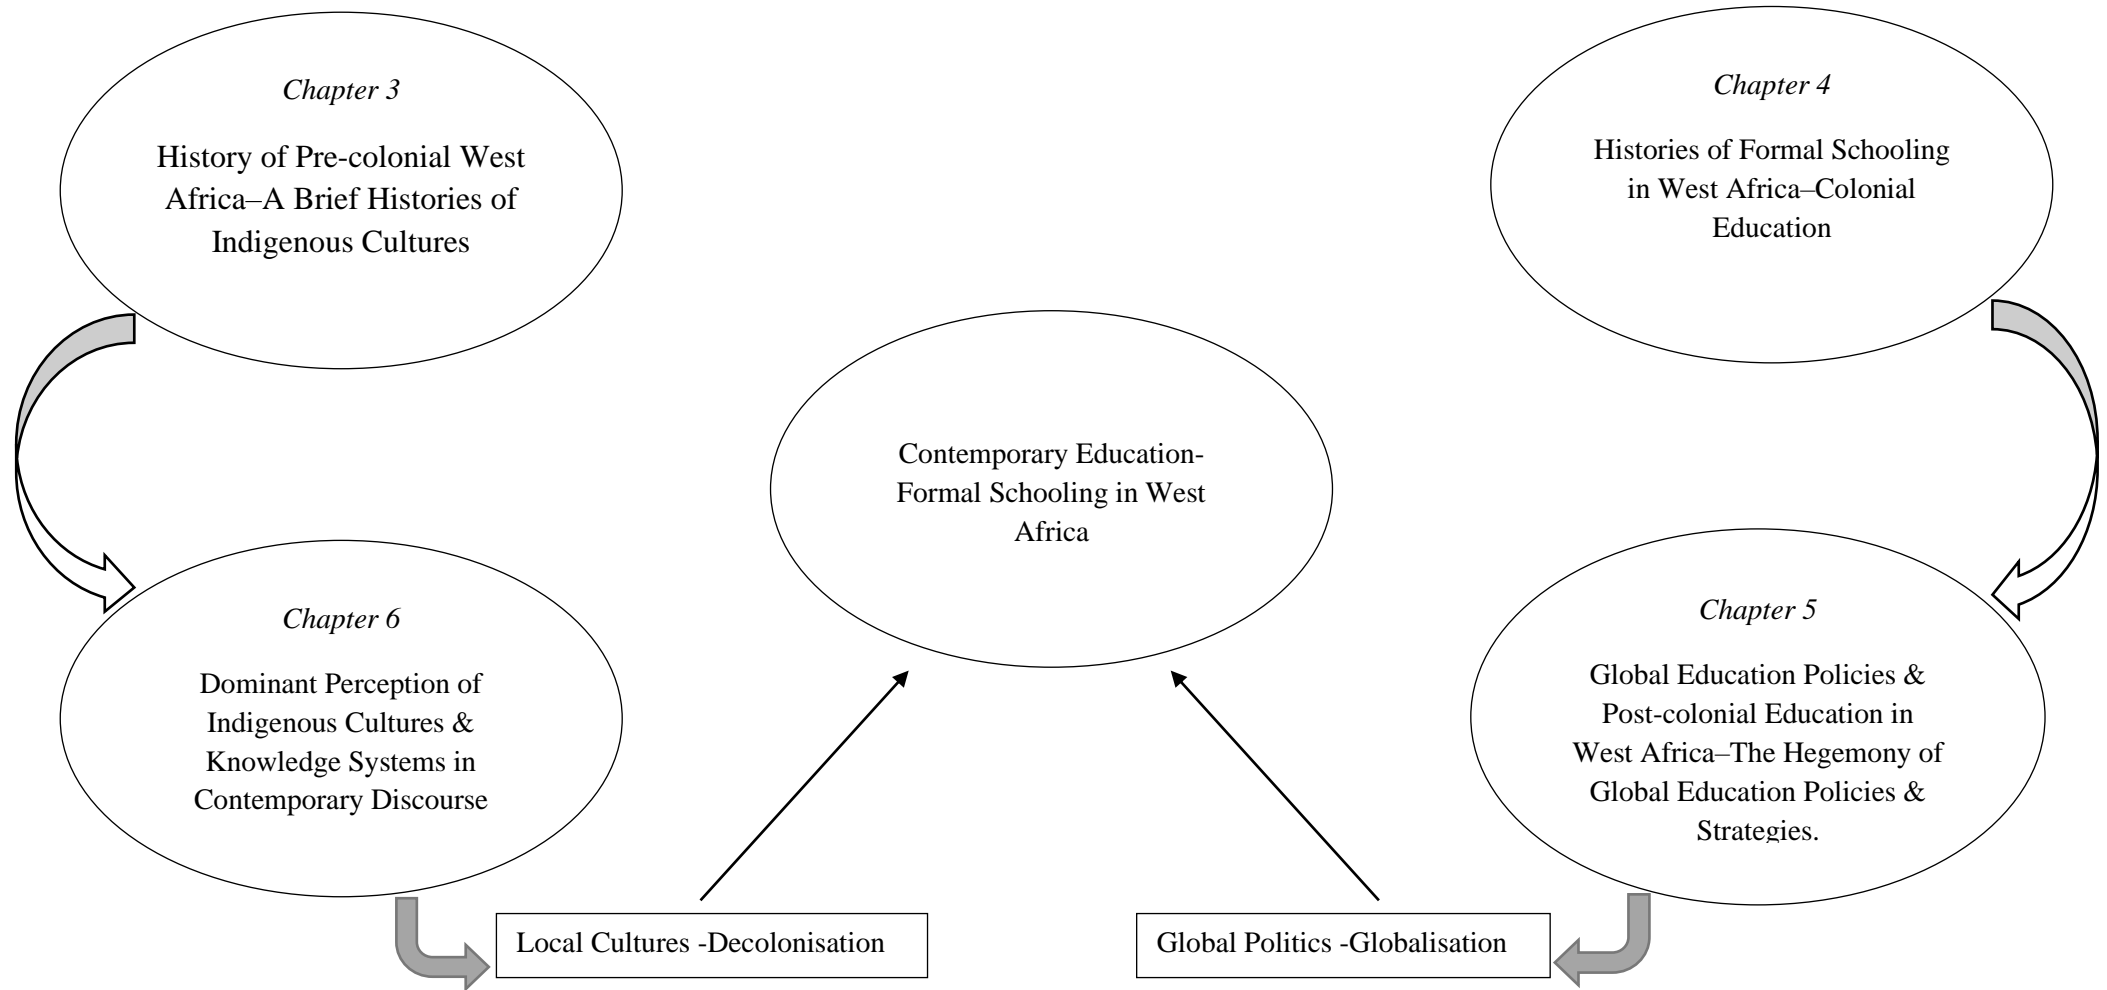 Chapter 3
History of Pre-colonial West
Africa–A Brief Histories of
Indigenous Cultures
Chapter 4
Histories of Formal Schooling
in West Africa–Colonial
Education
Contemporary Education-
Formal Schooling in West
Africa
Chapter 6
Dominant Perception of
Indigenous Cultures &
Knowledge Systems in
Contemporary Discourse
Chapter 5
Global Education Policies &
Post-colonial Education in
West Africa–The Hegemony of
Global Education Policies &
Strategies.
Local Cultures -Decolonisation
Global Politics -Globalisation